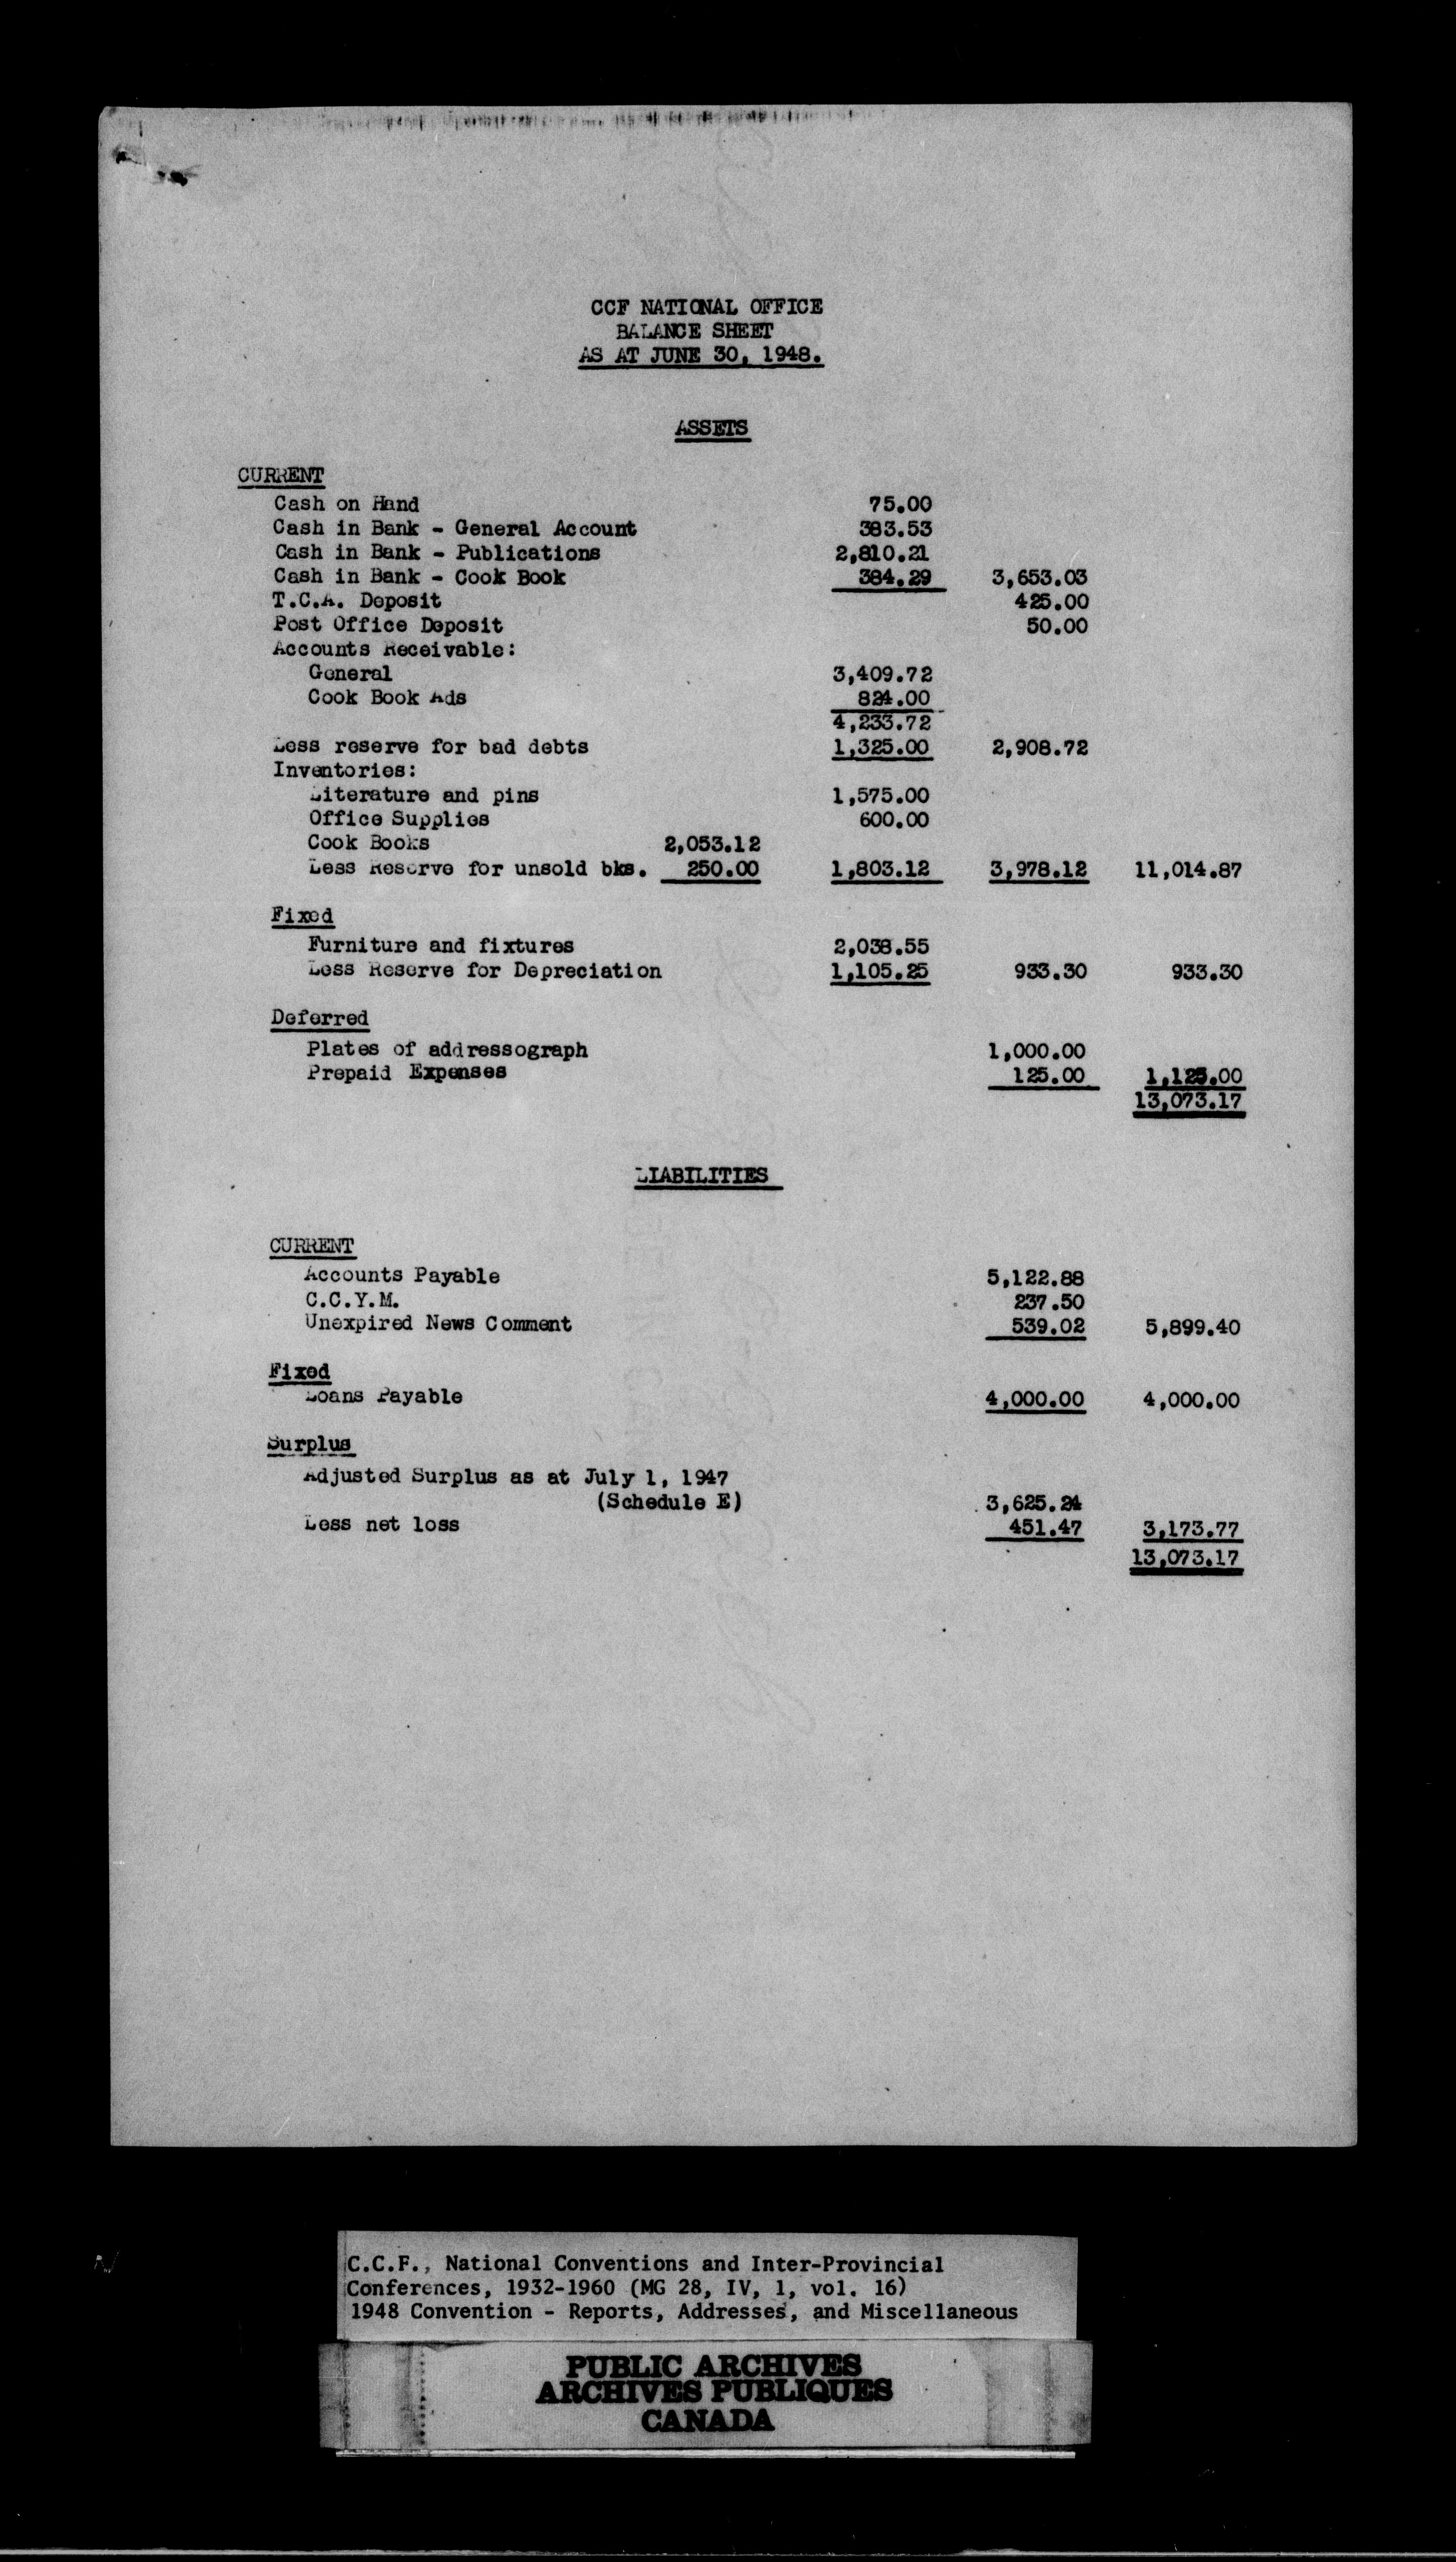 CCF NATIONAL OFFICE
BALANCE SHEET
AS AT JUNE 30, 1948.
ASSETS
CURRENT
Cash on Hand 75.00
Cash in Bank - General Account 383.53
Cash in Bank - Publications 2,810.21
Cash in Bank - Cook Book 384.29 3,653.03
T.C.A. Deposit 425.00
Post Office Deposit 50.00
Accounts Receivable:
General 3,409.72
Cook Book Ads 824.00
4,233.72
Less reserve for bad debts 1,325.00 2,908.72
Inventories:
Literature and pins 1,575.00
Office Supplies 600.00
Cook Books 2,053.12
Less Reserve for unsold bks. 250.00 1,803.12 3,978.12 11,014.87
Fixed
Furniture and fixtures 2,038.55
Less Reserve for Depreciation 1,105.25 933.30 933.30
Deferred
Plates of addressograph 1,000.00
Prepaid Expenses 125.00 1,125.00
13,073.17
LIABILITIES
CURRENT
Accounts Payable 5,122.88
C.C.Y.M. 237.50
Unexpired News Comment 539.02 5,899.40
Fixed
Loans Payable 4,000.00 4,000.00
Surplus
Adjusted Surplus as at July 1, 1947
(Schedule E) 3,625.24
Less net loss 451.47 3,173.77
13,073.17
C.C.F., National Conventions and Inter-Provincial
Conferences, 1932-1960 (MG 28, IV, 1, vol. 16)
1948 Convention - Reports, Addresses, and Miscellaneous
PUBLIC ARCHIVES
ARCHIVES PUBLIQUES
CANADA